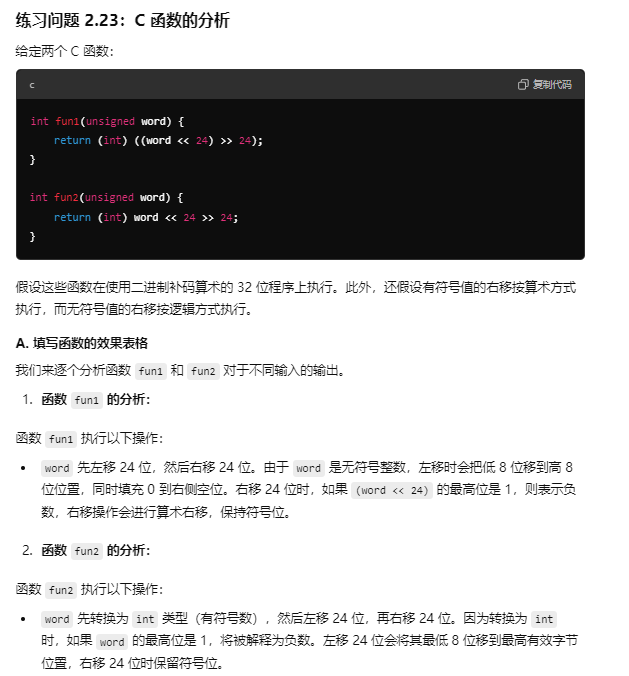 练习问题 2.23：C 函数的分析
给定两个 C 函数：
c 复制代码
int fun1(unsigned word) {
    return (int) ((word << 24) >> 24);
}
int fun2(unsigned word) {
    return (int) word << 24 >> 24;
}
假设这些函数在使用二进制补码算术的 32 位程序上执行。此外，还假设有符号值的右移按算术方式
执行，而无符号值的右移按逻辑方式执行。
A. 填写函数的效果表格
我们来逐个分析函数 fun1 和 fun2 对于不同输入的输出。
1. 函数 fun1 的分析：
函数 fun1 执行以下操作：
• word 先左移 24 位，然后右移 24 位。由于 word 是无符号整数，左移时会把低 8 位移到高 8
位位置，同时填充 0 到右侧空位。右移 24 位时，如果 (word << 24) 的最高位是 1，则表示负
数，右移操作会进行算术右移，保持符号位。
2. 函数 fun2 的分析：
函数 fun2 执行以下操作：
• word 先转换为 int 类型（有符号数），然后左移 24 位，再右移 24 位。因为转换为 int
时，如果 word 的最高位是 1，将被解释为负数。左移 24 位会将其最低 8 位移到最高有效字节
位置，右移 24 位时保留符号位。